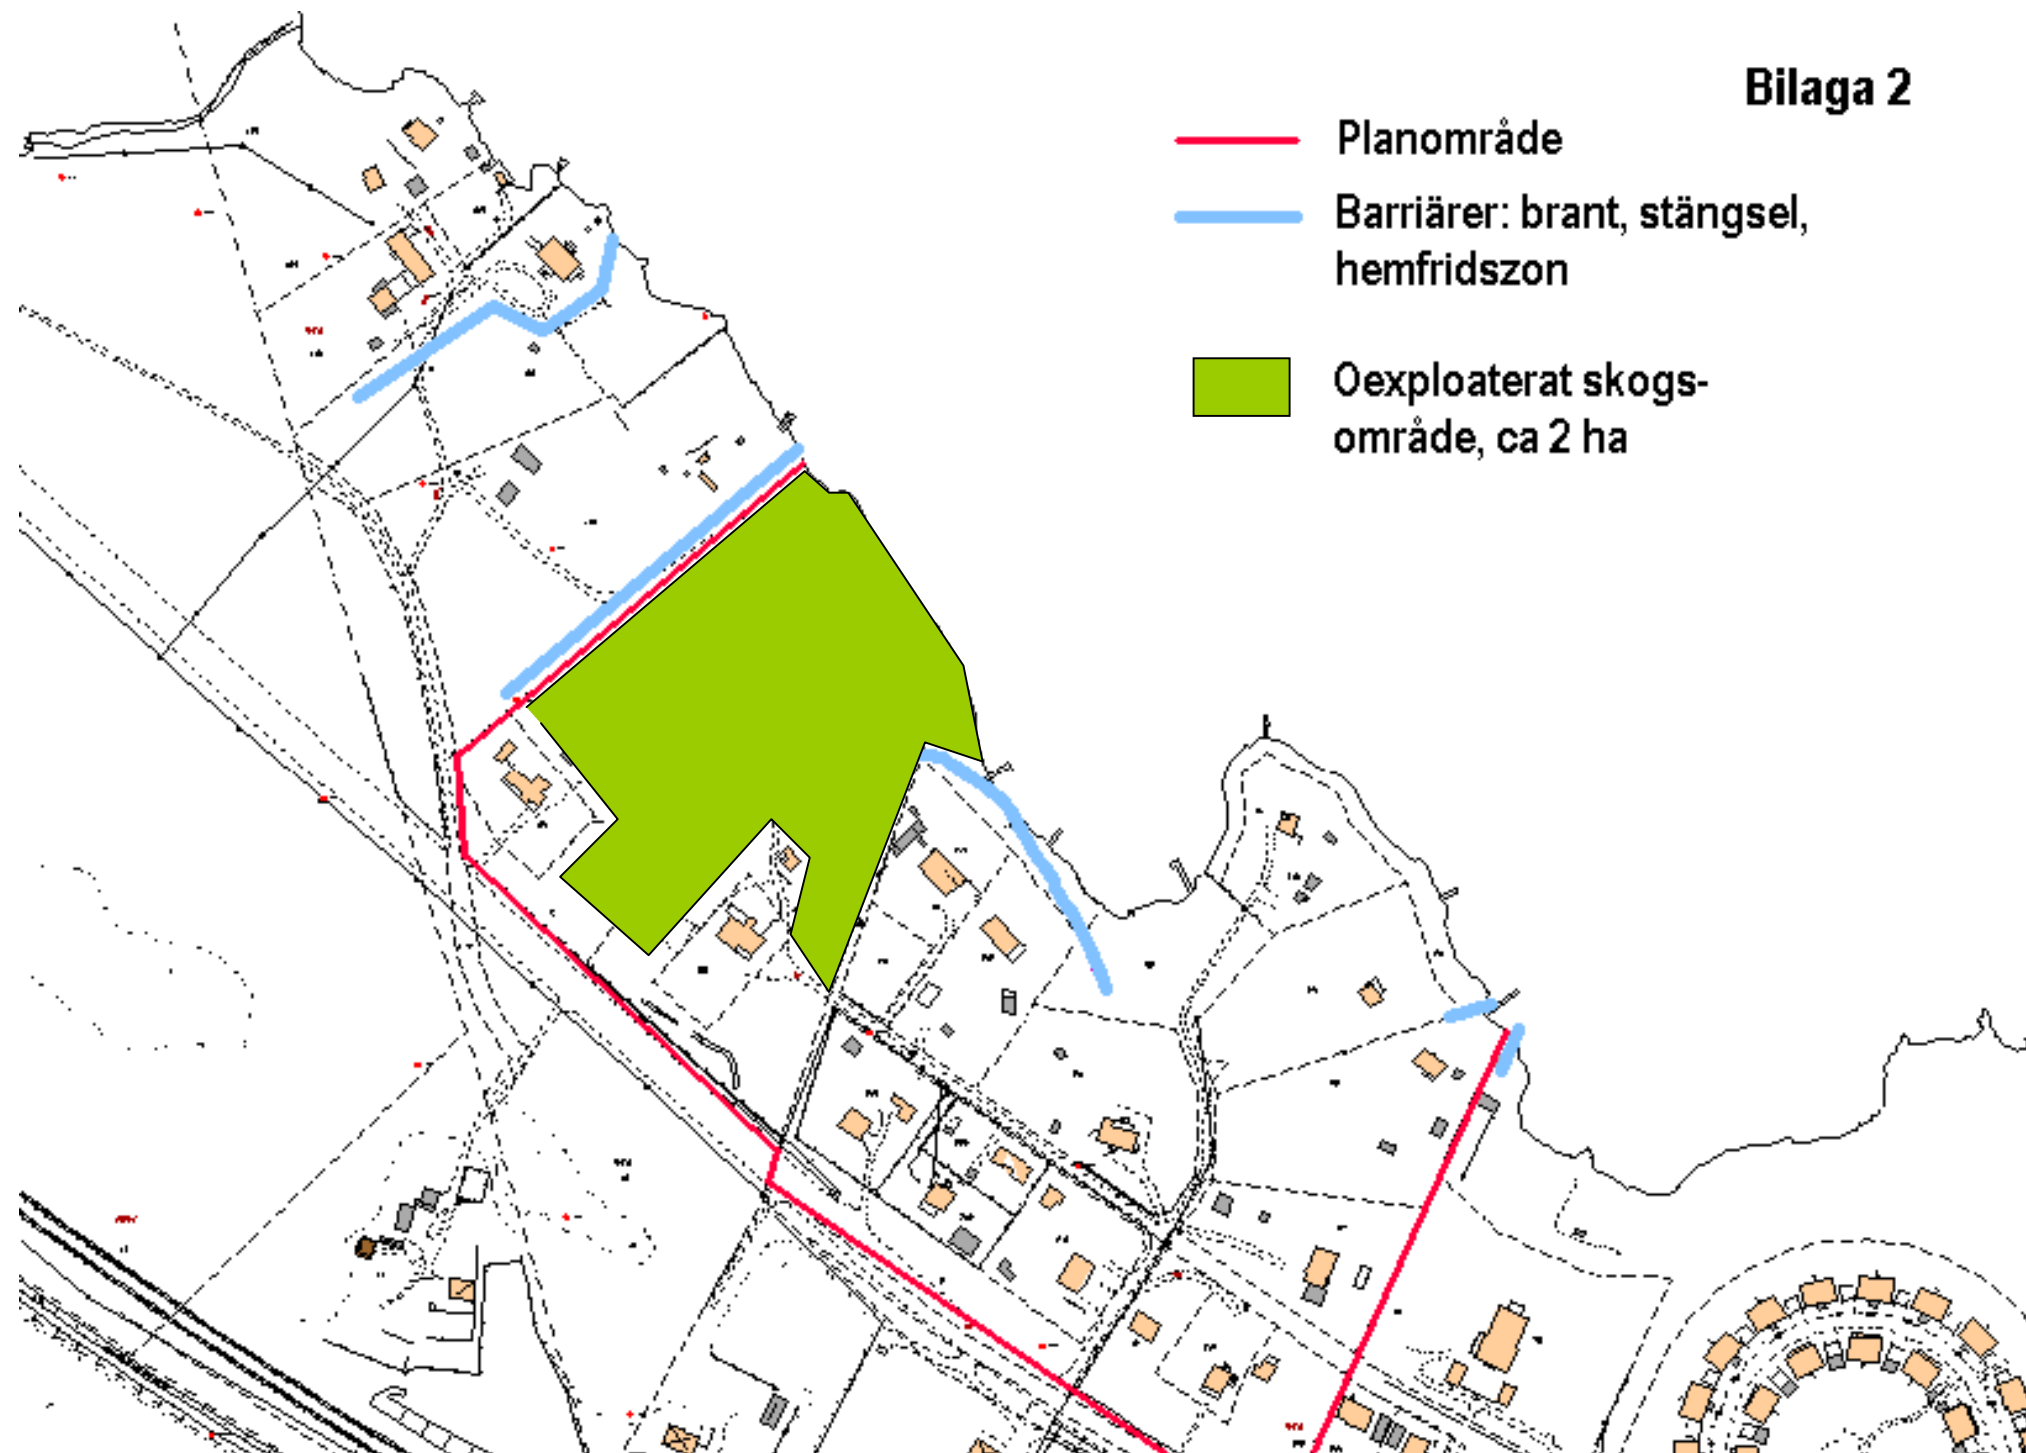 Bilaga 2
Planområde
Barriärer: brant, stängsel,
hemfridszon
Oexploaterat skogs-
område, ca 2 ha